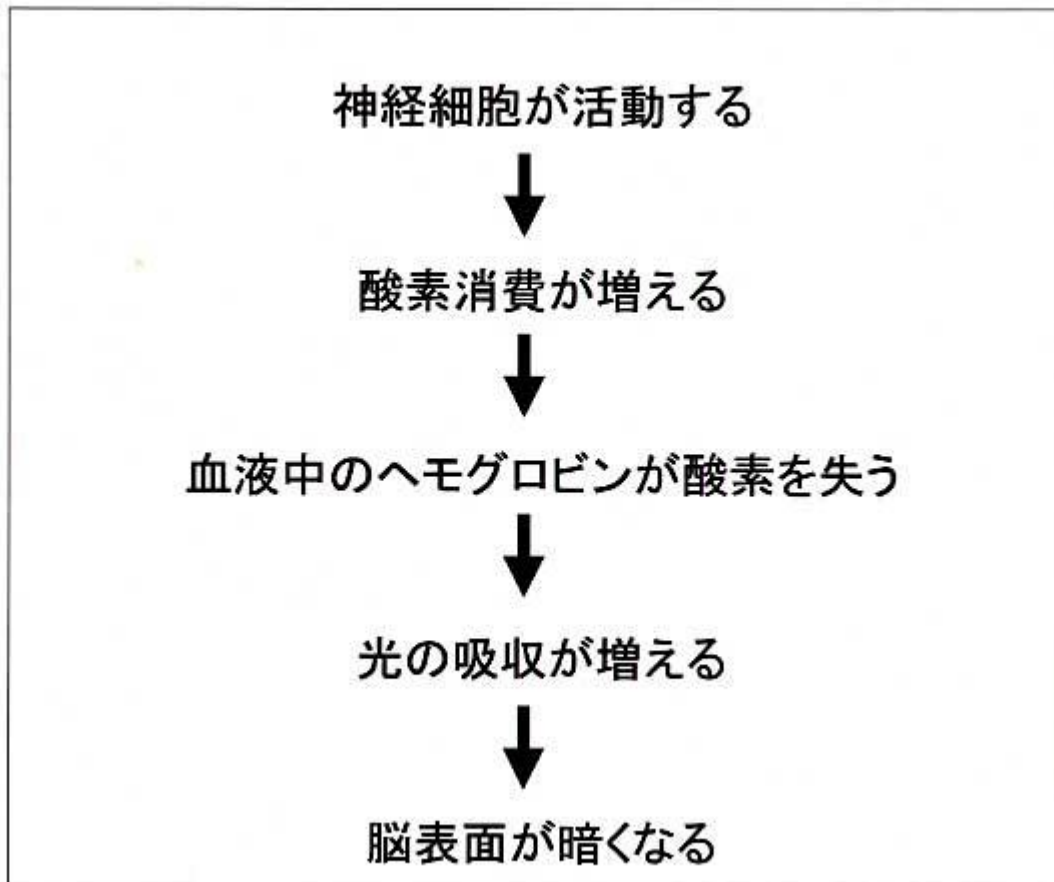 神経細胞が活動する
酸素消費が増える
血液中のヘモグロビンが酸素を失う
光の吸収が増える
脳表面が暗くなる